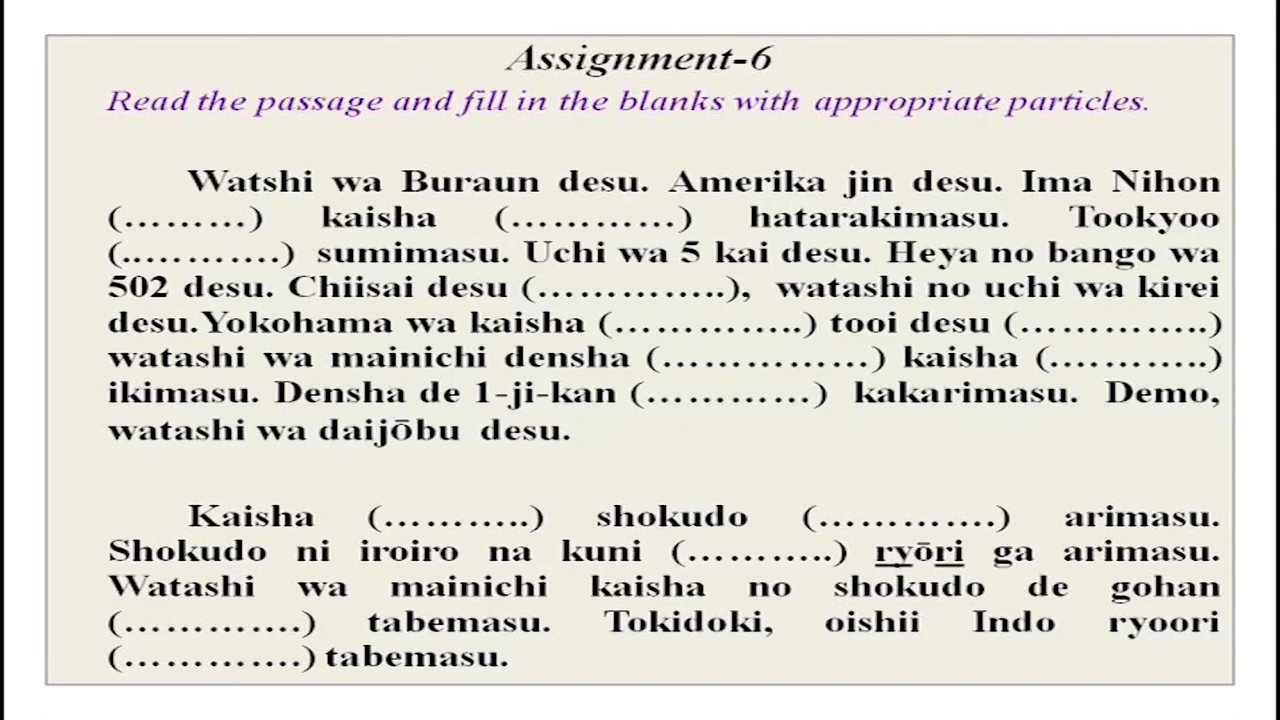 Assignment-6
Read the passage and fill in the blanks with appropriate particles.
Watshi wa Buraun desu. Amerika jin desu. Ima Nihon
(………) kaisha (…………) hatarakimasu. Tookyoo
(..……….) sumimasu. Uchi wa 5 kai desu. Heya no bango wa
502 desu. Chiisai desu (…………..), watashi no uchi wa kirei
desu.Yokohama wa kaisha (…………..) tooi desu (…………..)
watashi wa mainichi densha (……………) kaisha (………..)
ikimasu. Densha de 1-ji-kan (…………) kakarimasu. Demo,
watashi wa daijōbu desu.
Kaisha (………..) shokudo (………….) arimasu.
Shokudo ni iroiro na kuni (………..) ryōri ga arimasu.
Watashi wa mainichi kaisha no shokudo de gohan
(………….) tabemasu. Tokidoki, oishii Indo ryoori
(………….) tabemasu.